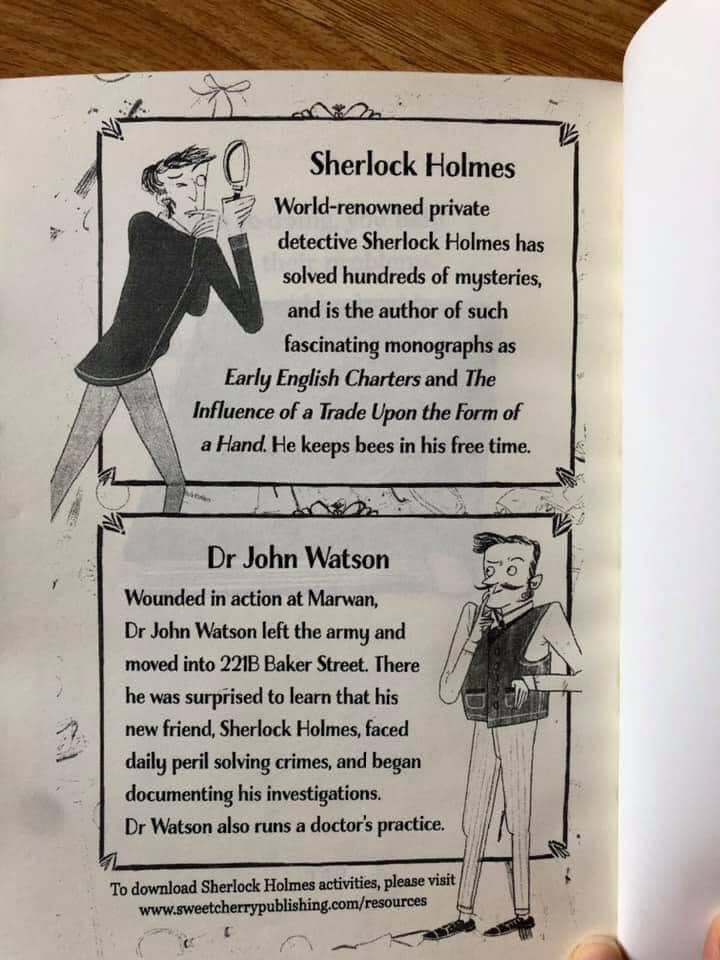 Sherlock Holmes
World-renowned private
detective Sherlock Holmes has
solved hundreds of mysteries,
and is the author of such
fascinating monographs as
Early English Charters and The
Influence of a Trade Upon the Form of
a Hand. He keeps bees in his free time.
Dr John Watson
Wounded in action at Marwan,
Dr John Watson left the army and
moved into 221B Baker Street. There
he was surprised to learn that his
new friend, Sherlock Holmes, faced
daily peril solving crimes, and began
documenting his investigations.
Dr Watson also runs a doctor's practice.
To download Sherlock Holmes activities, please visit
www.sweetcherrypublishing.com/resources